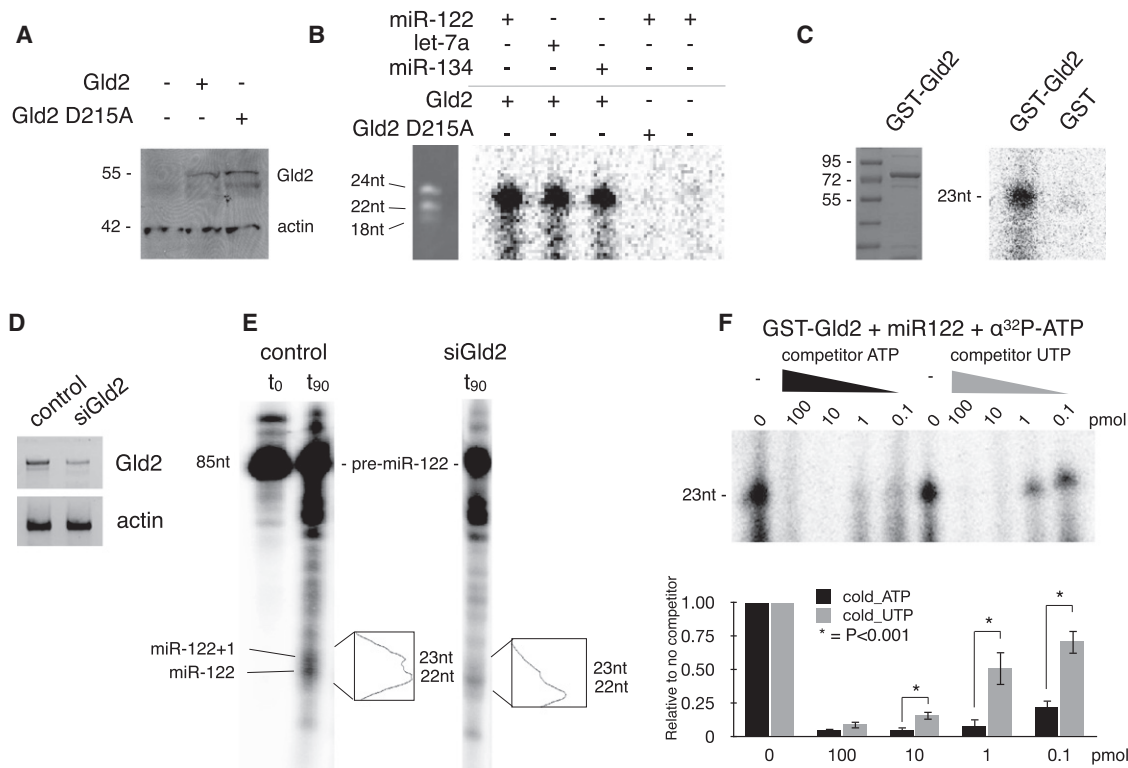 A
Gld2 - + -
Gld2 D215A - - +
55 -
Gld2
42 -
actin
B
miR-122 + - - + +
let-7a - + - - -
miR-134 - - + - -
Gld2 + + + - -
Gld2 D215A - - - + -
24nt
22nt
18nt
C
GST-Gld2
GST-Gld2
GST
95 -
72 -
55 -
23nt -
D
control
siGld2
Gld2
actin
E
control
siGld2
t0 t90
t90
85nt
- pre-miR-122 -
miR-122+1
miR-122
23nt
22nt
23nt
22nt
F
GST-Gld2 + miR122 + α32P-ATP
competitor ATP
competitor UTP
- -
0 100 10 1 0.1 0 100 10 1 0.1 pmol
23nt -
Relative to no competitor
1.00
0.75
0.50
0.25
0
cold_ATP
cold_UTP
* = P<0.001
* * *
0 100 10 1 0.1 pmol